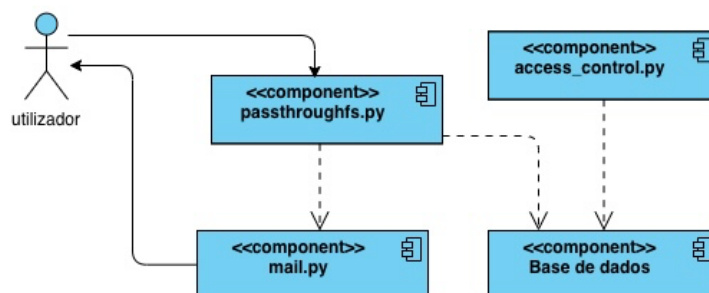 utilizador
<<component>>
passthroughfs.py
<<component>>
access_control.py
<<component>>
mail.py
<<component>>
Base de dados